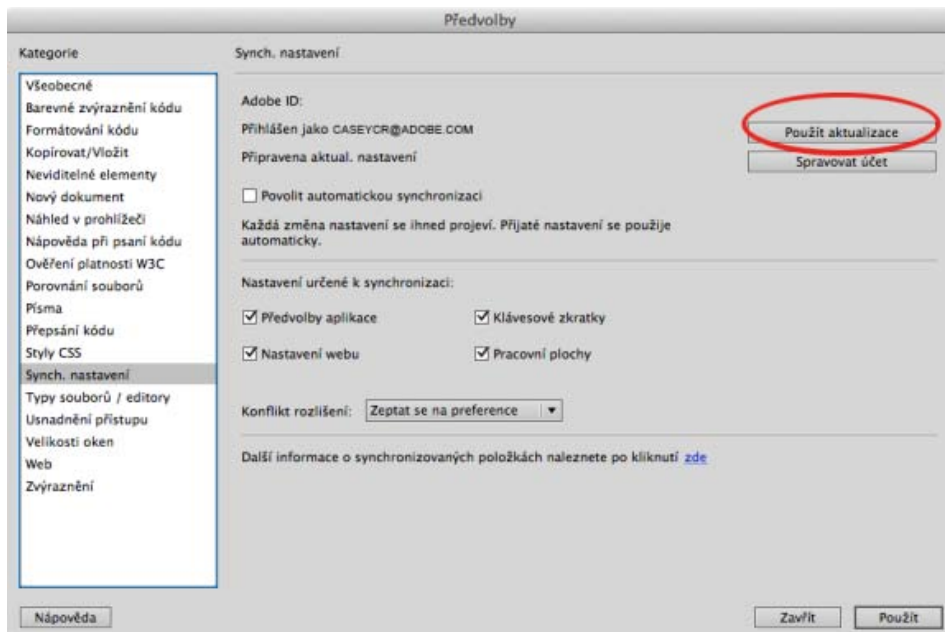 Předvolby
Kategorie
Všeobecné
Barevné zvýraznění kódu
Formátování kódu
Kopírovat/Vložit
Neviditelné elementy
Nový dokument
Náhled v prohlížeči
Nápověda při psaní kódu
Ověření platnosti W3C
Porovnání souborů
Písma
Přepsání kódu
Styly CSS
Synch. nastavení
Typy souborů / editory
Usnadnění přístupu
Velikosti oken
Web
Zvýraznění
Synch. nastavení
Adobe ID:
Přihlášen jako CASEYCR@ADOBE.COM
Použít aktualizace
Připravena aktual. nastavení
Spravovat účet
Povolit automatickou synchronizaci
Každá změna nastavení se ihned projeví. Přijaté nastavení se použije
automaticky.
Nastavení určené k synchronizaci:
Předvolby aplikace
Klávesové zkratky
Nastavení webu
Pracovní plochy
Konflikt rozlišení: Zeptat se na preference
Další informace o synchronizovaných položkách naleznete po kliknutí zde
Nápověda
Zavřít
Použít